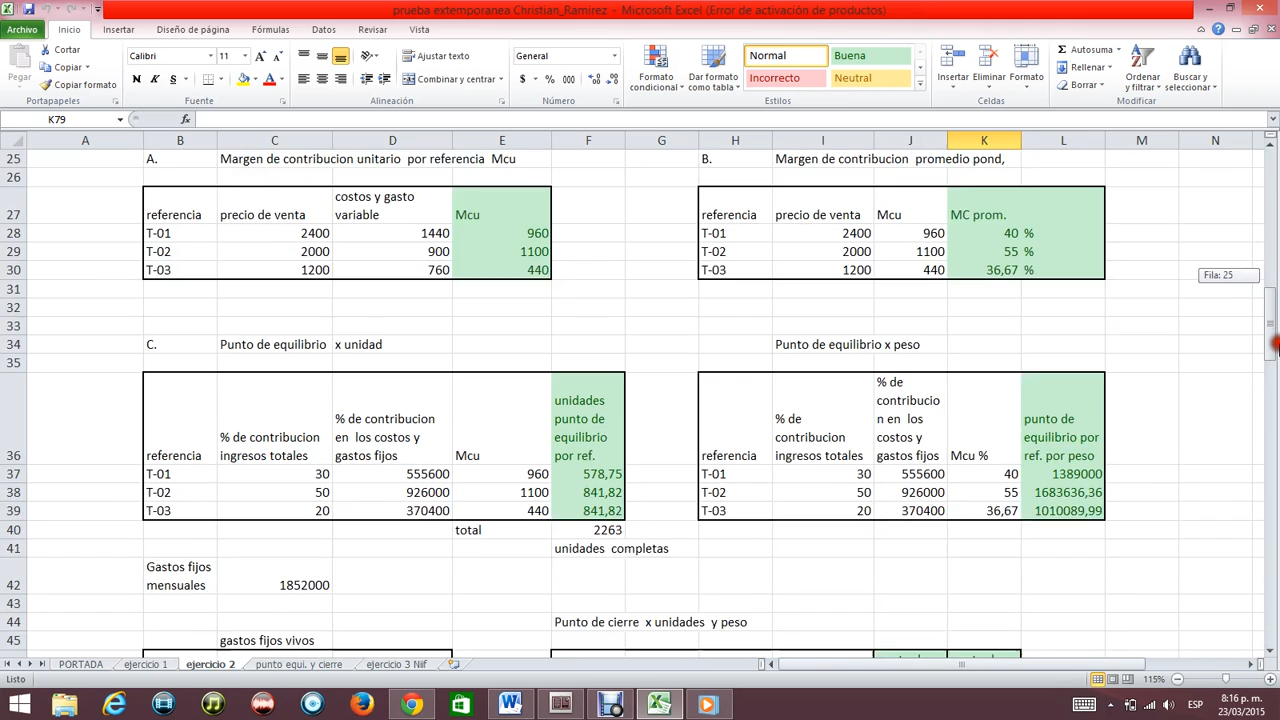 prueba extemporanea Christian_Ramirez - Microsoft Excel (Error de activación de productos)
Archivo Inicio Insertar Diseño de página Fórmulas Datos Revisar Vista
Pegar Cortar Copiar Copiar formato Portapapeles
Calibri 11 N K S A A A Fuente
Ajustar texto Combinar y centrar Alineación
General $ % 000 Número
Formato condicional Dar formato como tabla Normal Buena Incorrecto Neutral Estilos
Insertar Eliminar Formato Celdas
Autosuma Rellenar Borrar Ordenar y filtrar Buscar y seleccionar Modificar
K79 fx
A B C D E F G H I J K L M N
25 A. Margen de contribucion unitario por referencia Mcu B. Margen de contribucion promedio pond,
26
27 referencia precio de venta costos y gasto variable Mcu referencia precio de venta Mcu MC prom.
28 T-01 2400 1440 960 T-01 2400 960 40 %
29 T-02 2000 900 1100 T-02 2000 1100 55 %
30 T-03 1200 760 440 T-03 1200 440 36,67 %
Fila: 25
31
32
33
34 C. Punto de equilibrio x unidad Punto de equilibrio x peso
35
36 referencia % de contribucion ingresos totales % de contribucion en los costos y gastos fijos Mcu unidades punto de equilibrio por ref. referencia % de contribucion ingresos totales % de contribucio n en los costos y gastos fijos Mcu % punto de equilibrio por ref. por peso
37 T-01 30 555600 960 578,75 T-01 30 555600 40 1389000
38 T-02 50 926000 1100 841,82 T-02 50 926000 55 1683636,36
39 T-03 20 370400 440 841,82 T-03 20 370400 36,67 1010089,99
40 total 2263
41 unidades completas
42 Gastos fijos mensuales 1852000
43
44 Punto de cierre x unidades y peso
45 gastos fijos vivos
PORTADA ejercicio 1 ejercicio 2 punto equi. y cierre ejercicio 3 Niif
Listo 115%
ESP 8:16 p. m.
23/03/2015